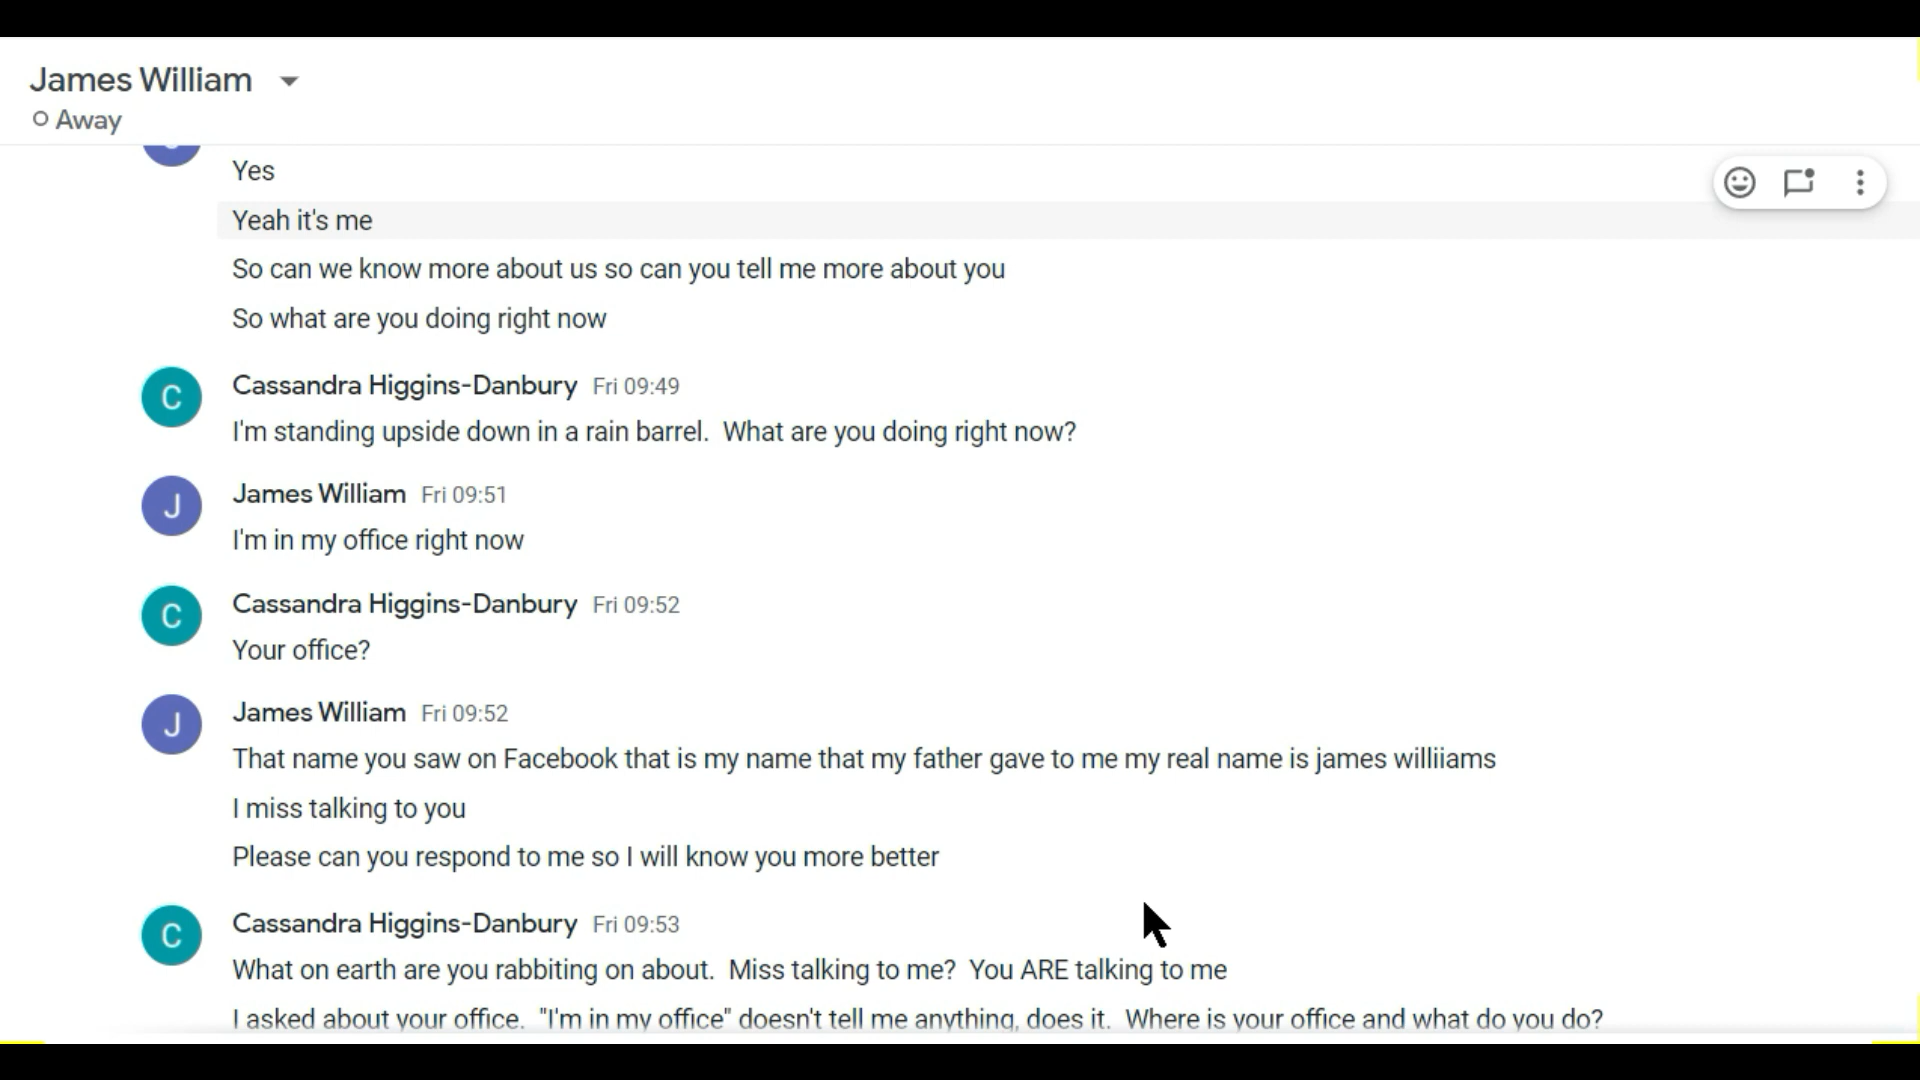 James William
Away
Yes
Yeah it's me
So can we know more about us so can you tell me more about you
So what are you doing right now
C
Cassandra Higgins-Danbury Fri 09:49
I'm standing upside down in a rain barrel.  What are you doing right now?
J
James William Fri 09:51
I'm in my office right now
C
Cassandra Higgins-Danbury Fri 09:52
Your office?
J
James William Fri 09:52
That name you saw on Facebook that is my name that my father gave to me my real name is james williiams
I miss talking to you
Please can you respond to me so I will know you more better
C
Cassandra Higgins-Danbury Fri 09:53
What on earth are you rabbiting on about.  Miss talking to me?  You ARE talking to me
I asked about your office.  "I'm in my office" doesn't tell me anything, does it.  Where is your office and what do you do?